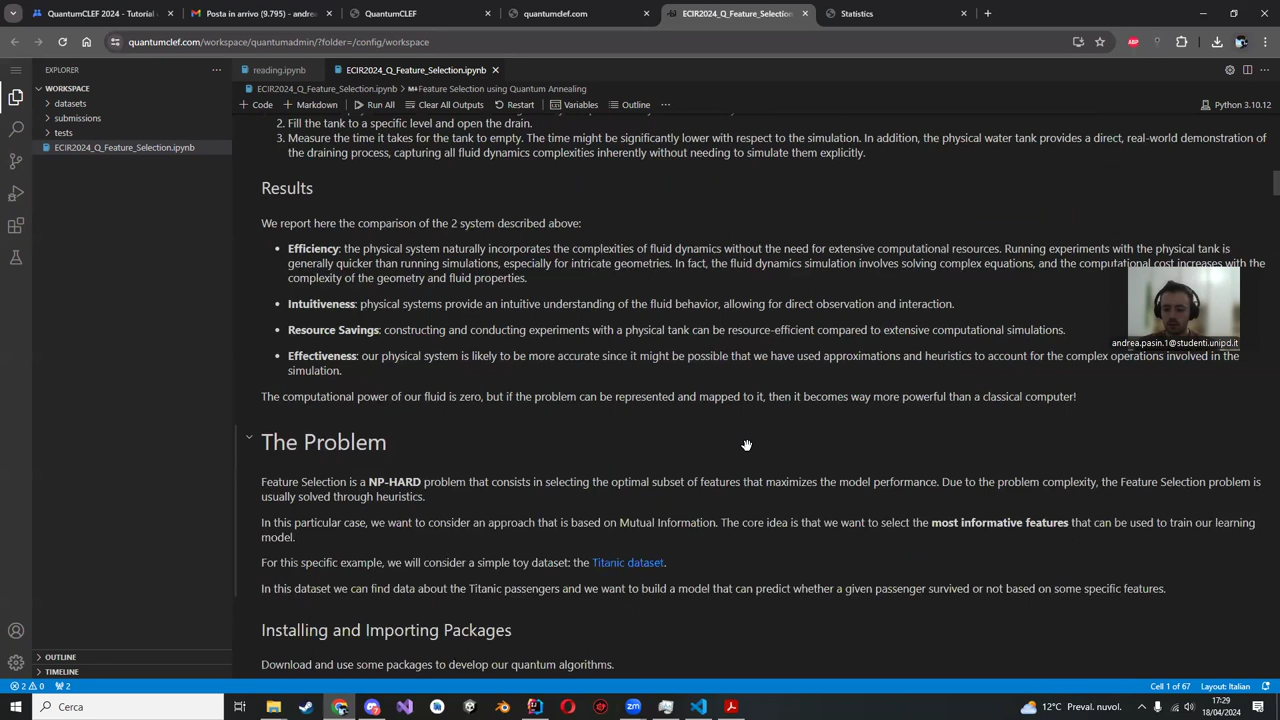 QuantumCLEF 2024 - Tutorial
Posta in arrivo (9.795) - andrea
QuantumCLEF
quantumclef.com
ECIR2024_Q_Feature_Selection
Statistics
quantumclef.com/workspace/quantumadmin/?folder=/config/workspace
EXPLORER
reading.ipynb
ECIR2024_Q_Feature_Selection.ipynb
WORKSPACE
ECIR2024_Q_Feature_Selection.ipynb > Feature Selection using Quantum Annealing
datasets
Code
Markdown
Run All
Clear All Outputs
Restart
Variables
Outline
Python 3.10.12
submissions
tests
ECIR2024_Q_Feature_Selection.ipynb
2. Fill the tank to a specific level and open the drain.
3. Measure the time it takes for the tank to empty. The time might be significantly lower with respect to the simulation. In addition, the physical water tank provides a direct, real-world demonstration of
the draining process, capturing all fluid dynamics complexities inherently without needing to simulate them explicitly.
Results
We report here the comparison of the 2 system described above:
• Efficiency: the physical system naturally incorporates the complexities of fluid dynamics without the need for extensive computational resources. Running experiments with the physical tank is
generally quicker than running simulations, especially for intricate geometries. In fact, the fluid dynamics simulation involves solving complex equations, and the computational cost increases with the
complexity of the geometry and fluid properties.
• Intuitiveness: physical systems provide an intuitive understanding of the fluid behavior, allowing for direct observation and interaction.
• Resource Savings: constructing and conducting experiments with a physical tank can be resource-efficient compared to extensive computational simulations.
andrea.pasin.1@studenti.unipd.it
• Effectiveness: our physical system is likely to be more accurate since it might be possible that we have used approximations and heuristics to account for the complex operations involved in the
simulation.
The computational power of our fluid is zero, but if the problem can be represented and mapped to it, then it becomes way more powerful than a classical computer!
The Problem
Feature Selection is a NP-HARD problem that consists in selecting the optimal subset of features that maximizes the model performance. Due to the problem complexity, the Feature Selection problem is
usually solved through heuristics.
In this particular case, we want to consider an approach that is based on Mutual Information. The core idea is that we want to select the most informative features that can be used to train our learning
model.
For this specific example, we will consider a simple toy dataset: the Titanic dataset.
In this dataset we can find data about the Titanic passengers and we want to build a model that can predict whether a given passenger survived or not based on some specific features.
Installing and Importing Packages
Download and use some packages to develop our quantum algorithms.
OUTLINE
TIMELINE
2 0
2
Cell 1 of 67
Layout: Italian
Cerca
12°C Prevai. nuvol.
17:29
18/04/2024